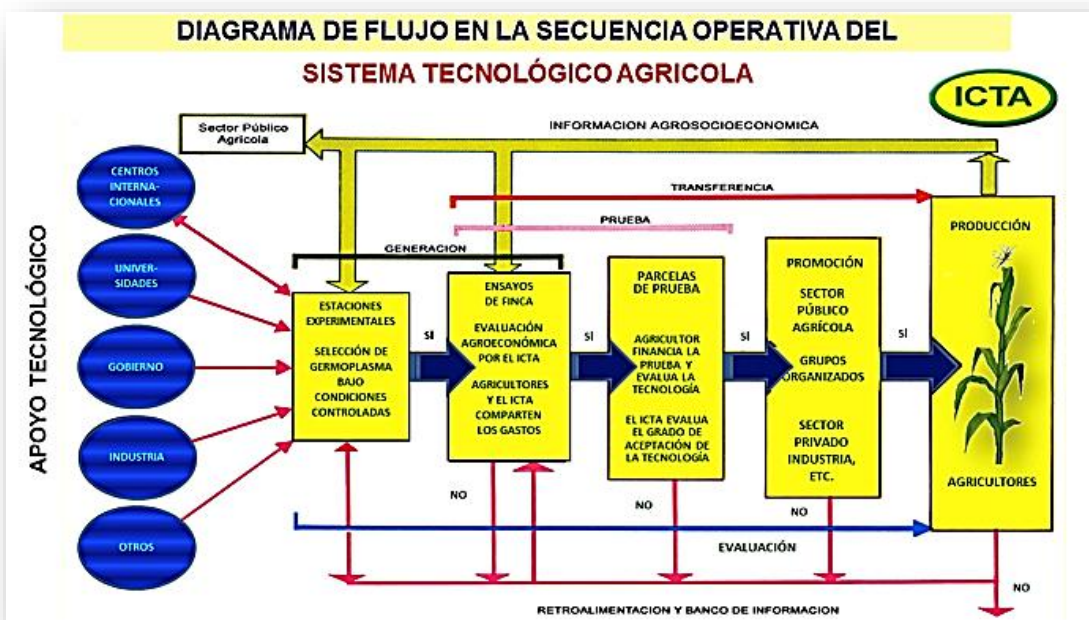 DIAGRAMA DE FLUJO EN LA SECUENCIA OPERATIVA DEL
SISTEMA TECNOLÓGICO AGRICOLA
ICTA
Sector Público
Agrícola
INFORMACION AGROSOCIOECONOMICA
TRANSFERENCIA
PRUEBA
GENERACION
APOYO TECNOLÓGICO
CENTROS
INTERNA-
CIONALES
UNIVER-
SIDADES
GOBIERNO
INDUSTRIA
OTROS
ESTACIONES
EXPERIMENTALES
SELECCIÓN DE
GERMOPLASMA
BAJO
CONDICIONES
CONTROLADAS
SÍ
ENSAYOS
DE FINCA
EVALUACIÓN
AGROECONÓMICA
POR EL ICTA
AGRICULTORES
Y EL ICTA
COMPARTEN
LOS GASTOS
SÍ
PARCELAS
DE PRUEBA
AGRICULTOR
FINANCIA LA
PRUEBA Y
EVALUA LA
TECNOLOGÍA
EL ICTA EVALUA
EL GRADO DE
ACEPTACIÓN DE
LA TECNOLOGÍA
SÍ
PROMOCIÓN
SECTOR
PÚBLICO
AGRÍCOLA
GRUPOS
ORGANIZADOS
SECTOR
PRIVADO
INDUSTRIA,
ETC.
SÍ
PRODUCCIÓN
AGRICULTORES
NO
NO
NO
EVALUACIÓN
NO
RETROALIMENTACION Y BANCO DE INFORMACION